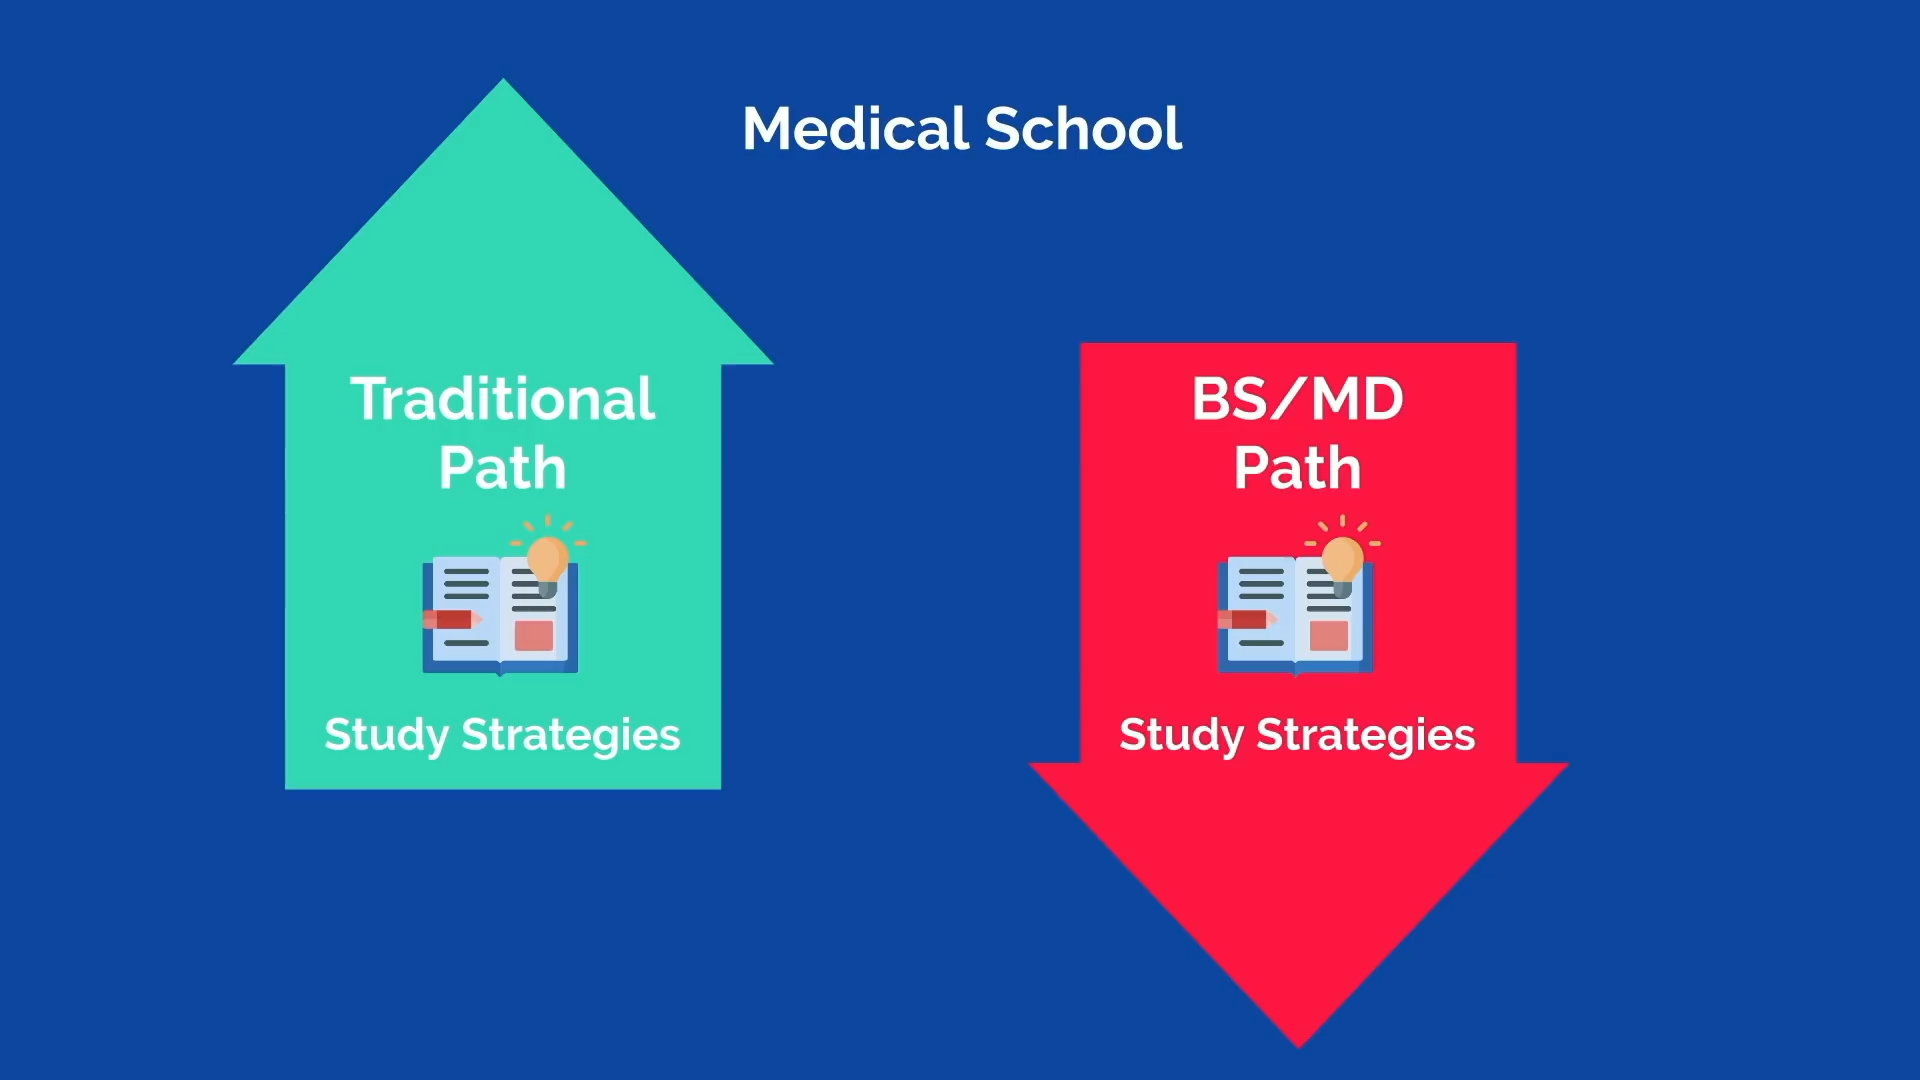 Medical School
Traditional
Path
Study Strategies
BS/MD
Path
Study Strategies